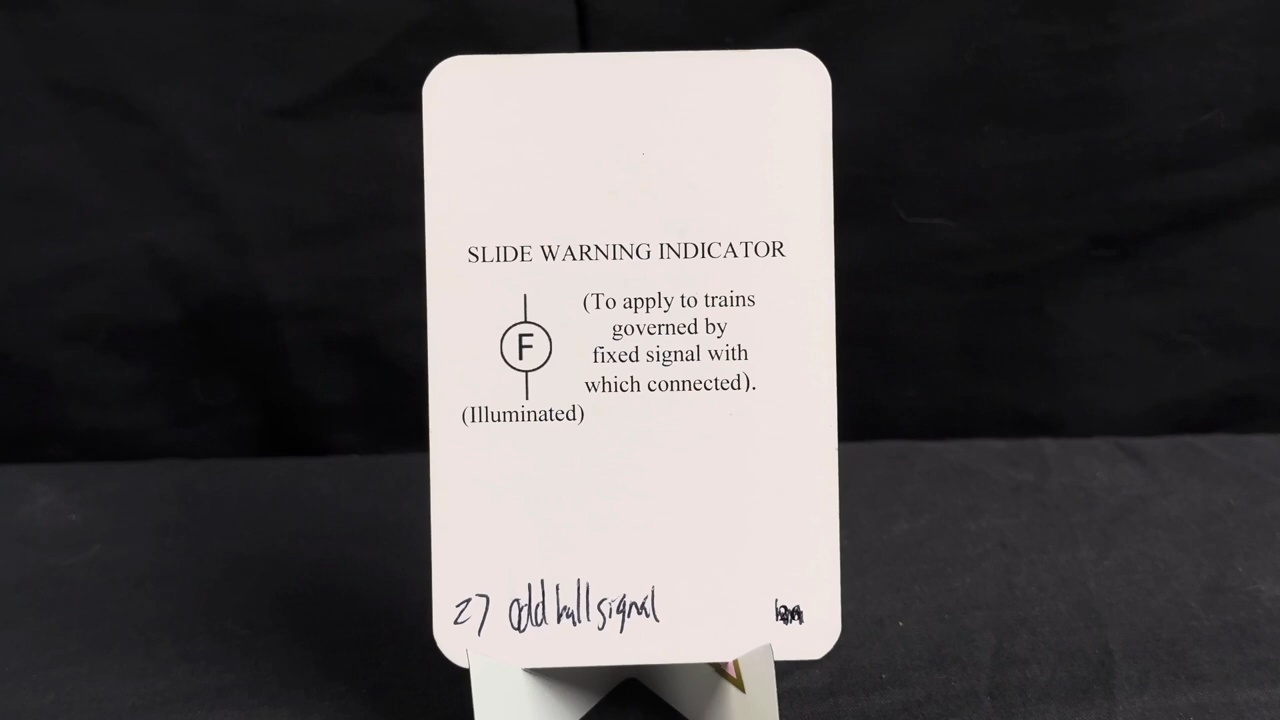 SLIDE WARNING INDICATOR
(To apply to trains
governed by
F
fixed signal with
which connected).
(Illuminated)
27 odd ball signal